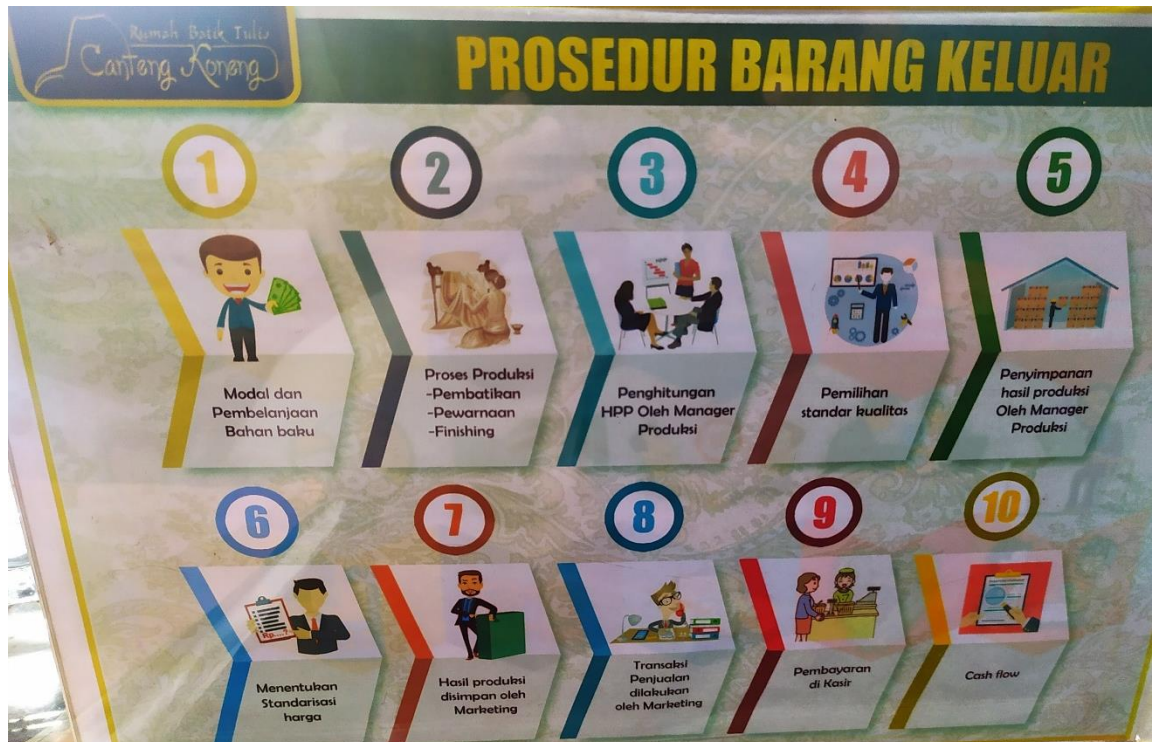 Rumah Batik Tulis
Canteng Koneng
PROSEDUR BARANG KELUAR
1
2
3
4
5
Modal dan
Pembelanjaan
Bahan baku
Proses Produksi
-Pembatikan
-Pewarnaan
-Finishing
Penghitungan
HPP Oleh Manager
Produksi
Pemilihan
standar kualitas
Penyimpanan
hasil produksi
Oleh Manager
Produksi
6
7
8
9
10
Rp.....?
Menentukan
Standarisasi
harga
Hasil produksi
disimpan oleh
Marketing
Transaksi
Penjualan
dilakukan
oleh Marketing
Pembayaran
di Kasir
Cash flow